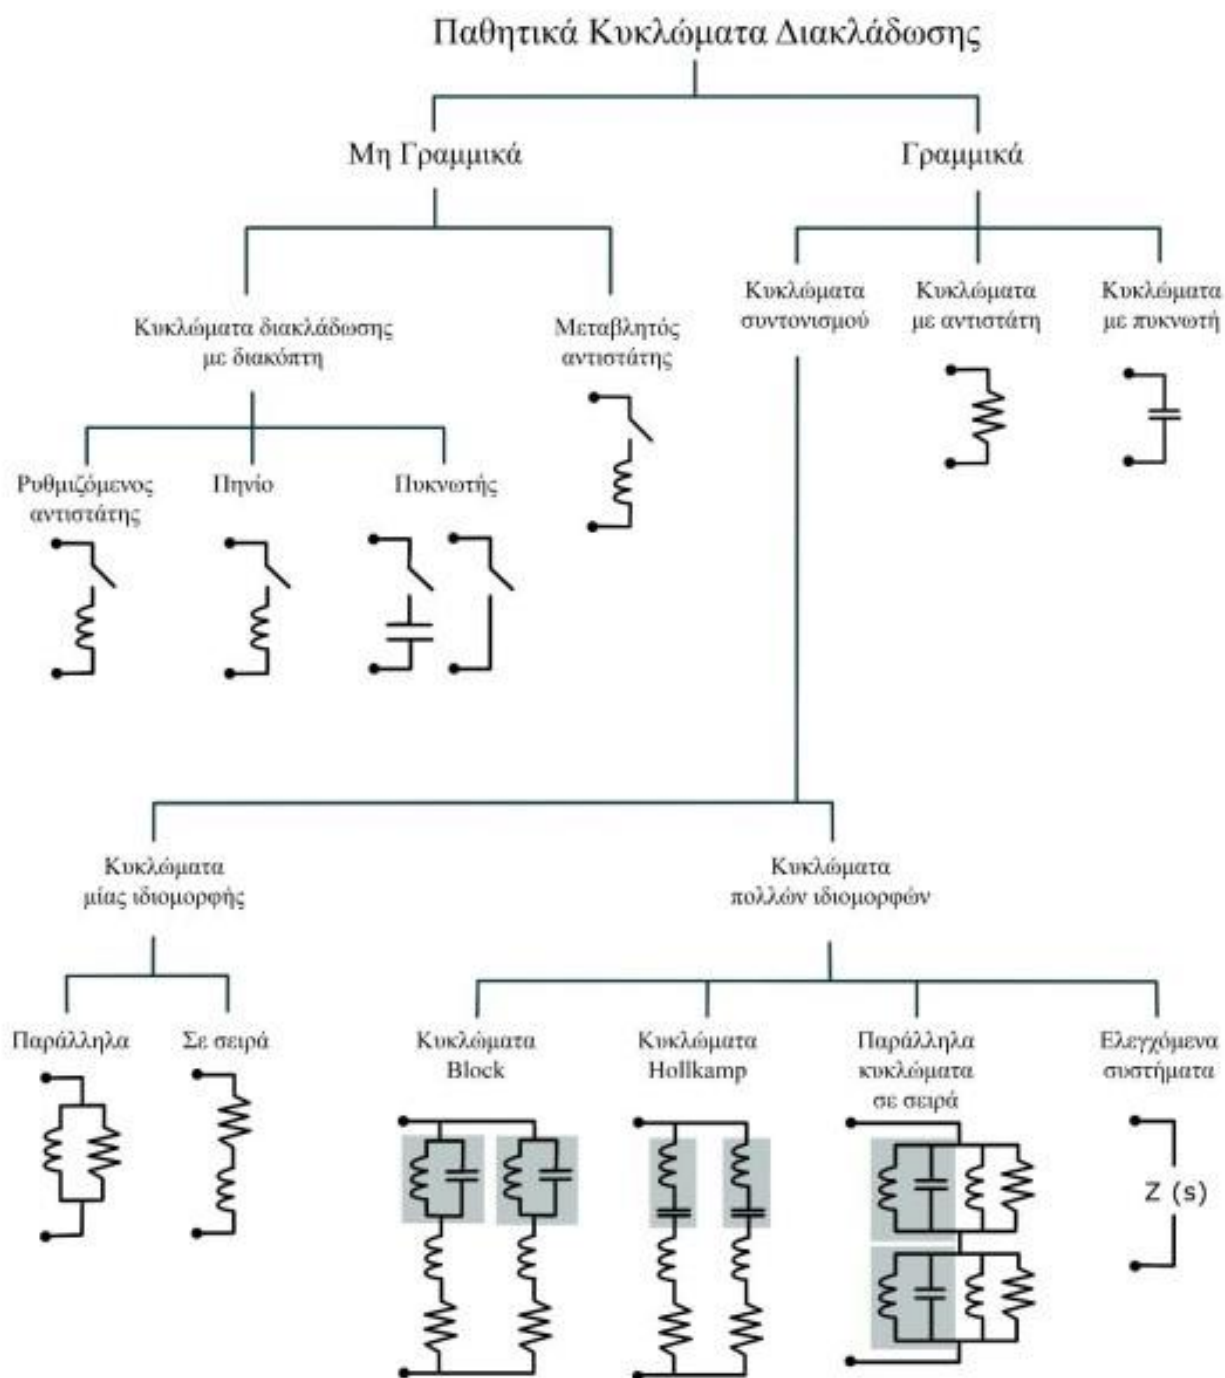 Παθητικά Κυκλώματα Διακλάδωσης
Μη Γραμμικά
Γραμμικά
Κυκλώματα διακλάδωσης
με διακόπτη
Μεταβλητός
αντιστάτης
Κυκλώματα
συντονισμού
Κυκλώματα
με αντιστάτη
Κυκλώματα
με πυκνωτή
Ρυθμιζόμενος
αντιστάτης
Πηνίο
Πυκνωτής
Κυκλώματα
μίας ιδιομορφής
Κυκλώματα
πολλών ιδιομορφών
Παράλληλα
Σε σειρά
Κυκλώματα
Block
Κυκλώματα
Hollkamp
Παράλληλα
κυκλώματα
σε σειρά
Ελεγχόμενα
συστήματα
Z (s)